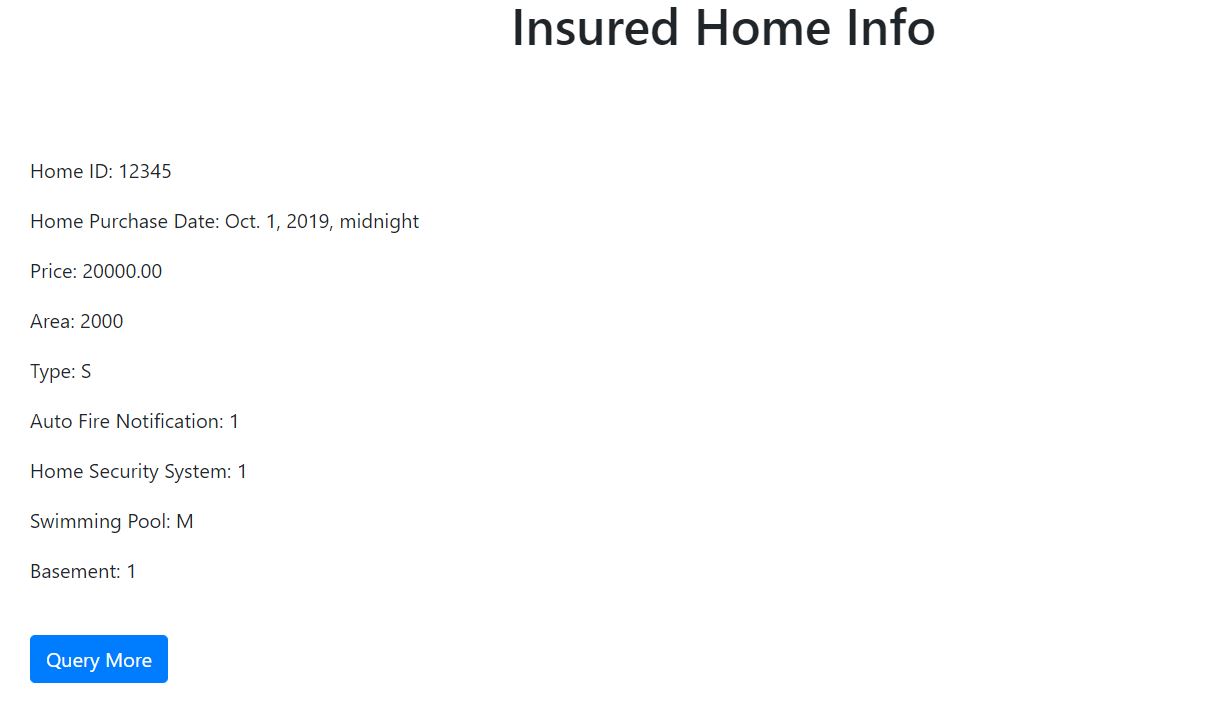 Insured Home Info
Home ID: 12345
Home Purchase Date: Oct. 1, 2019, midnight
Price: 20000.00
Area: 2000
Type: S
Auto Fire Notification: 1
Home Security System: 1
Swimming Pool: M
Basement: 1
Query More